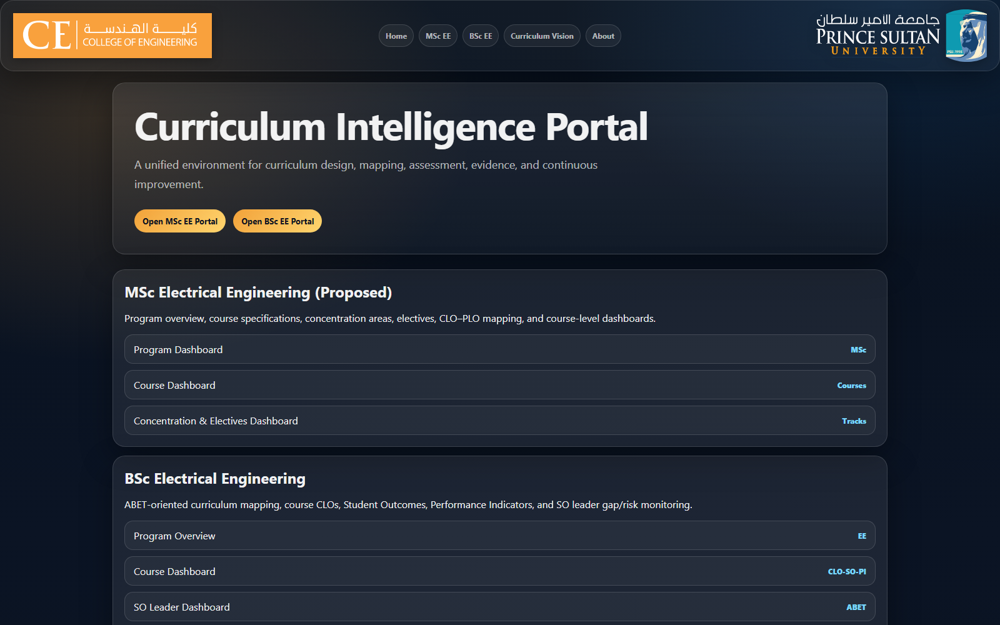 CE
كليـــة الهـندســـة
COLLEGE OF ENGINEERING
Home
MSc EE
BSc EE
Curriculum Vision
About
جامعة الأمير سلطان
PRINCE SULTAN
UNIVERSITY
PSU.1998
Curriculum Intelligence Portal
A unified environment for curriculum design, mapping, assessment, evidence, and continuous
improvement.
Open MSc EE Portal
Open BSc EE Portal
MSc Electrical Engineering (Proposed)
Program overview, course specifications, concentration areas, electives, CLO–PLO mapping, and course-level dashboards.
Program Dashboard
MSc
Course Dashboard
Courses
Concentration & Electives Dashboard
Tracks
BSc Electrical Engineering
ABET-oriented curriculum mapping, course CLOs, Student Outcomes, Performance Indicators, and SO leader gap/risk monitoring.
Program Overview
EE
Course Dashboard
CLO-SO-PI
SO Leader Dashboard
ABET